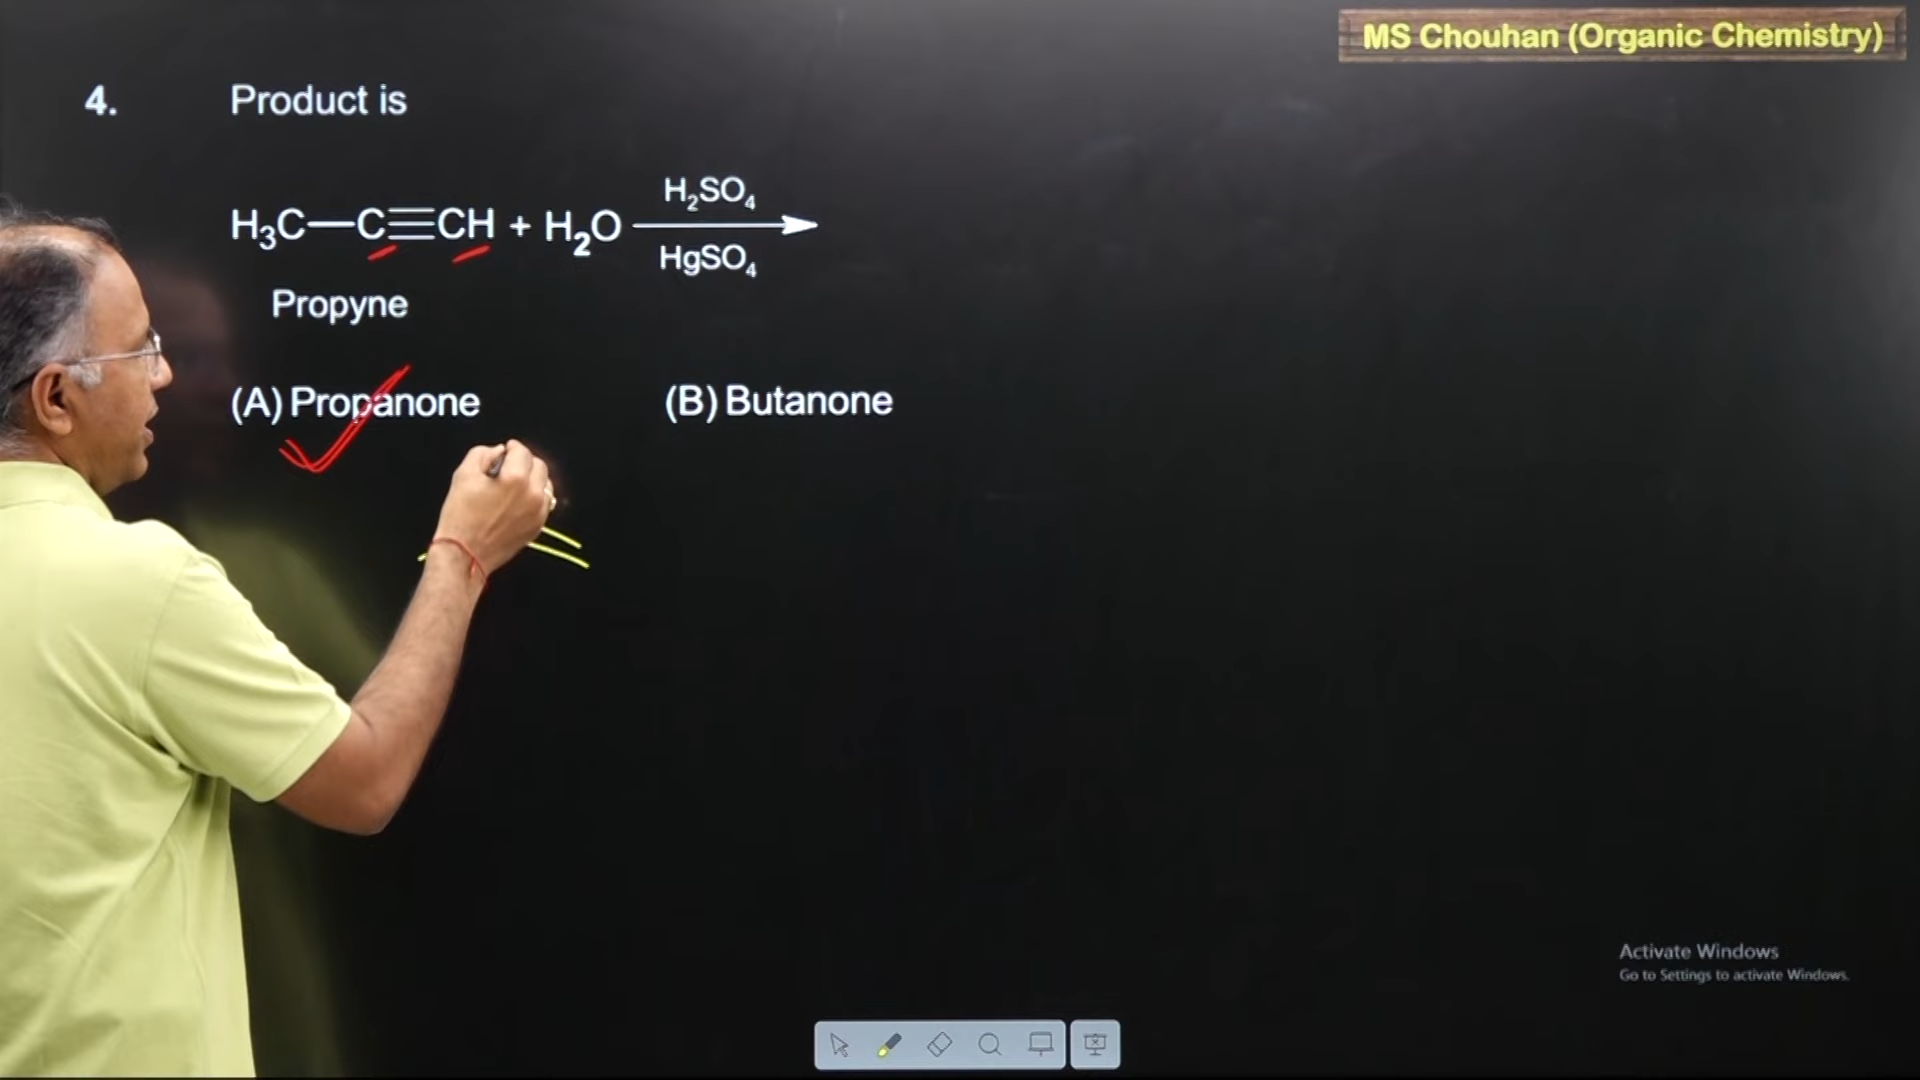 MS Chouhan (Organic Chemistry)
4. Product is
H₃C—C≡CH + H₂O H₂SO₄ HgSO₄
Propyne
(A) Propanone (B) Butanone
Activate Windows
Go to Settings to activate Windows.